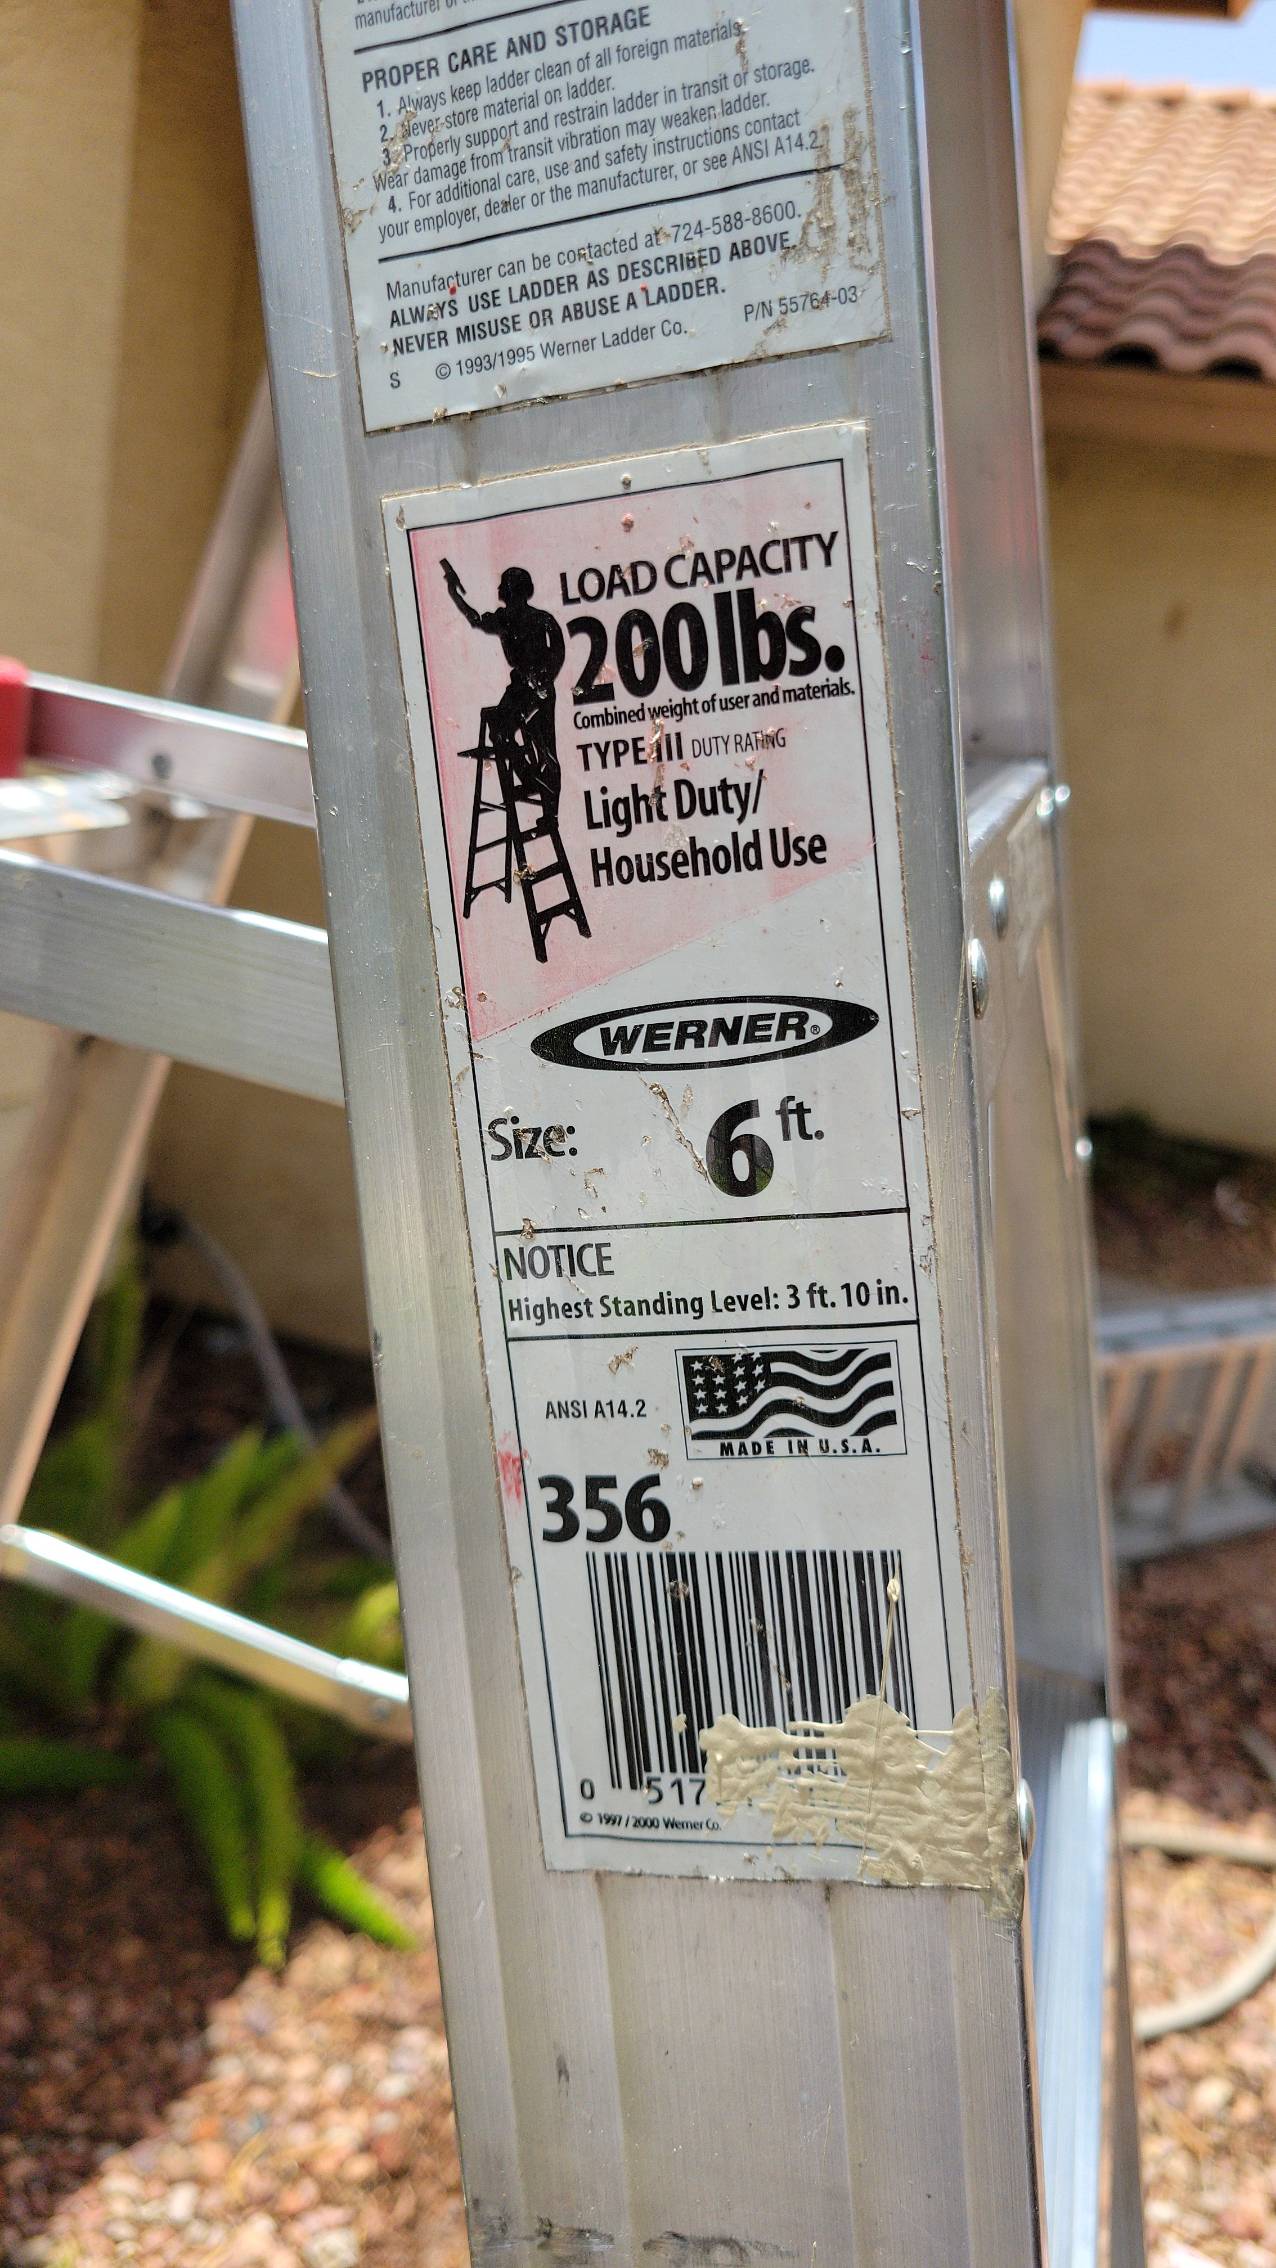 manufacturer
PROPER CARE AND STORAGE
1. Always keep ladder clean of all foreign materials.
2. Never store material on ladder.
3. Properly support and restrain ladder in transit or storage.
Wear damage from transit vibration may weaken ladder.
4. For additional care, use and safety instructions contact
your employer, dealer or the manufacturer, or see ANSI A14.2.
Manufacturer can be contacted at 724-588-8600.
ALWAYS USE LADDER AS DESCRIBED ABOVE.
NEVER MISUSE OR ABUSE A LADDER.
S © 1993/1995 Werner Ladder Co. P/N 55764-03
LOAD CAPACITY
200 lbs.
Combined weight of user and materials.
TYPE III DUTY RATING
Light Duty/
Household Use
WERNER®
Size: 6 ft.
NOTICE
Highest Standing Level: 3 ft. 10 in.
ANSI A14.2
MADE IN U.S.A.
356
0 517
© 1997/2000 Werner Co.